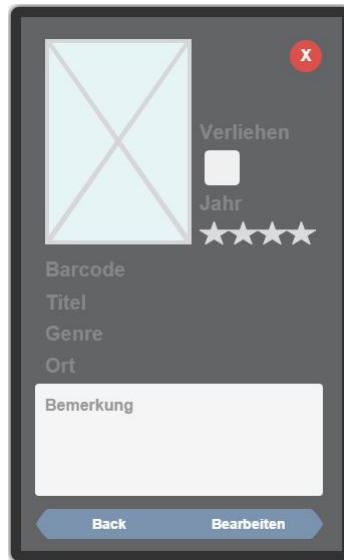 X
Verliehen
Jahr
Barcode
Titel
Genre
Ort
Bemerkung
Back Bearbeiten